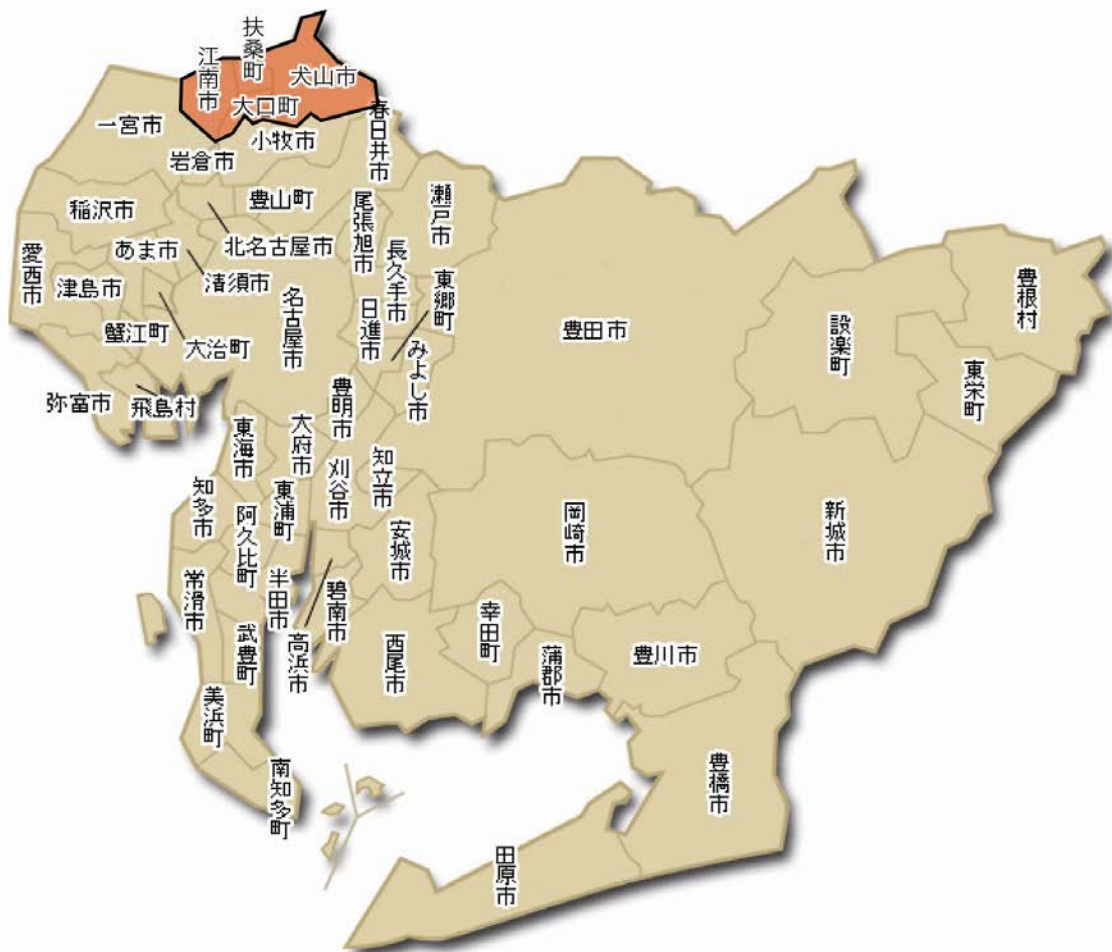 扶桑町
江南市
犬山市
大口町
一宮市
小牧市
春日井市
岩倉市
稲沢市
豊山町
尾張旭市
瀬戸市
愛西市
あま市
北名古屋市
長久手市
津島市
清須市
東郷町
豊根村
名古屋市
日進市
蟹江町
大治町
みよし市
豊田市
設楽町
東栄町
弥富市
飛島村
豊明市
東海市
大府市
刈谷市
知立市
知多市
東浦町
阿久比町
安城市
岡崎市
新城市
常滑市
半田市
碧南市
高浜市
武豊町
西尾市
幸田町
蒲郡市
豊川市
美浜町
南知多町
豊橋市
田原市